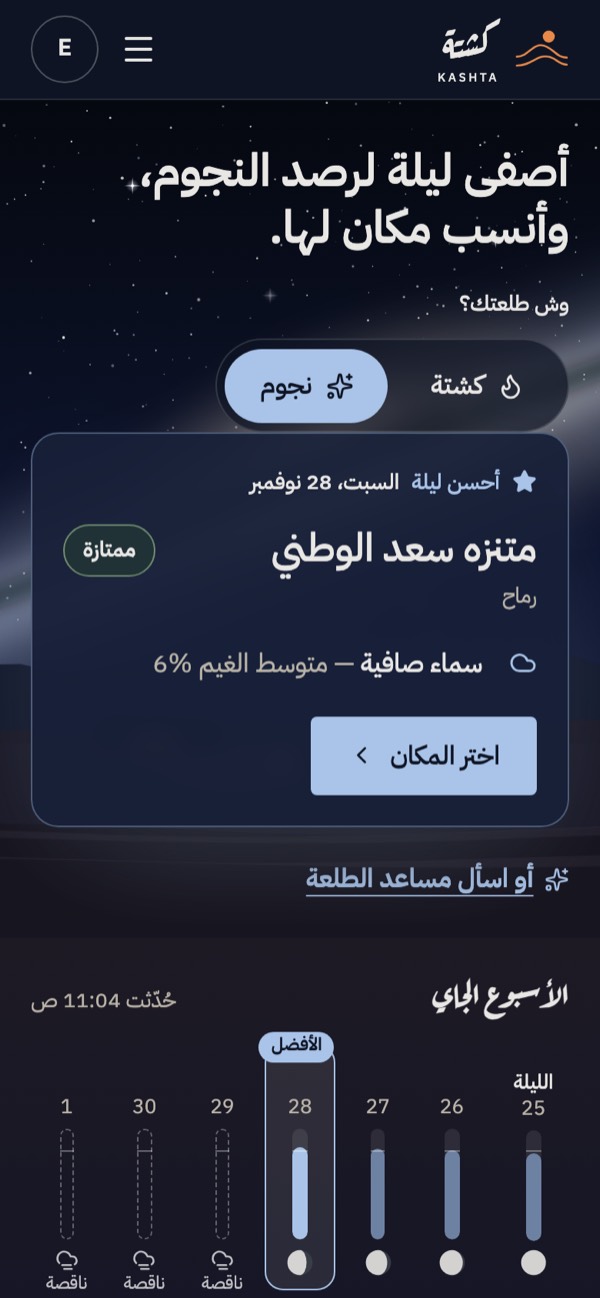 كشتة
KASHTA
E
أصفى ليلة لرصد النجوم،
وأنسب مكان لها.
وش طلعتك؟
كشتة
نجوم
أحسن ليلة السبت، 28 نوفمبر
متنزه سعد الوطني
ممتازة
رماح
سماء صافية — متوسط الغيم 6%
اختر المكان
أو اسأل مساعد الطلعة
الأسبوع الجاي
حُدّثت 11:04 ص
الأفضل
الليلة
25 26 27 28 29 30 1
ناقصة ناقصة ناقصة